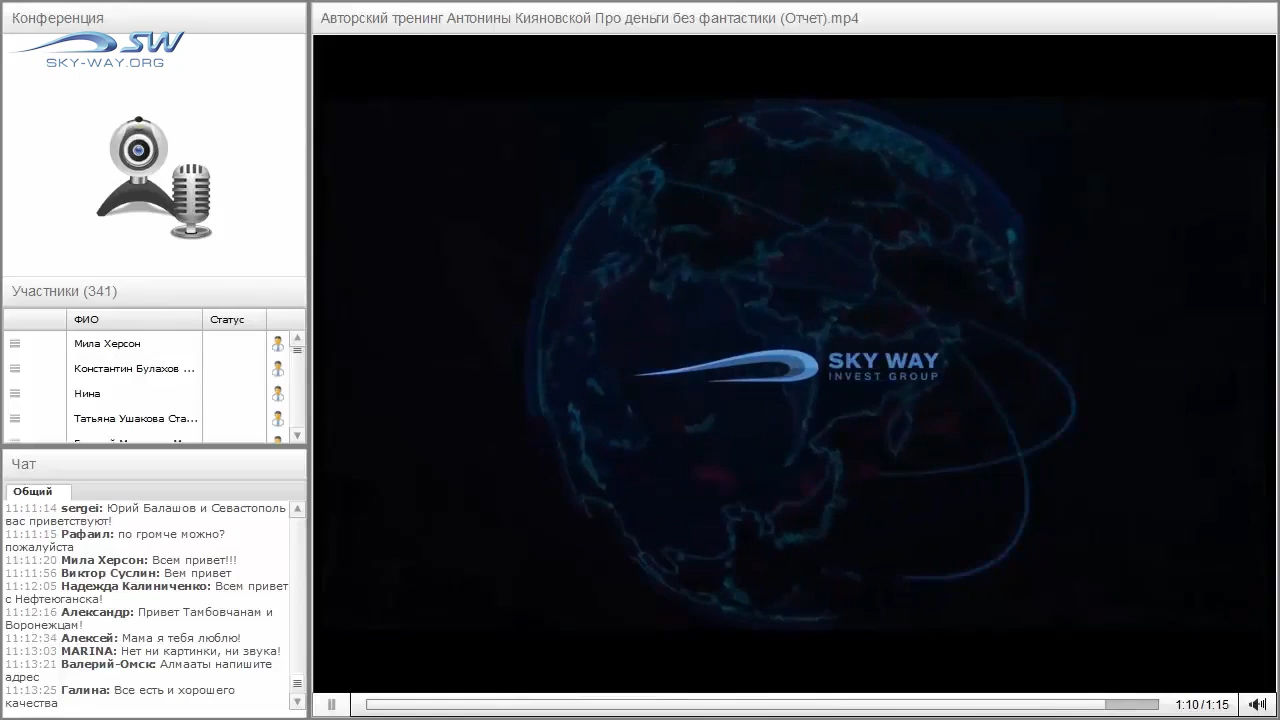 Конференция
SW
SKY-WAY.ORG
Участники (341)
ФИО
Статус
Мила Херсон
Константин Булахов ...
Нина
Татьяна Ушакова Ста...
Чат
Общий
11:11:14 sergei: Юрий Балашов и Севастополь
вас приветствуют!
11:11:15 Рафаил: по громче можно?
пожалуйста
11:11:20 Мила Херсон: Всем привет!!!
11:11:56 Виктор Суслин: Вем привет
11:12:05 Надежда Калиниченко: Всем привет
с Нефтеюганска!
11:12:16 Александр: Привет Тамбовчанам и
Воронежцам!
11:12:34 Алексей: Мама я тебя люблю!
11:13:03 MARINA: Нет ни картинки, ни звука!
11:13:21 Валерий-Омск: Алмааты напишите
адрес
11:13:25 Галина: Все есть и хорошего
качества
Авторский тренинг Антонины Кияновской Про деньги без фантастики (Отчет).mp4
SKY WAY
INVEST GROUP
1:10/1:15